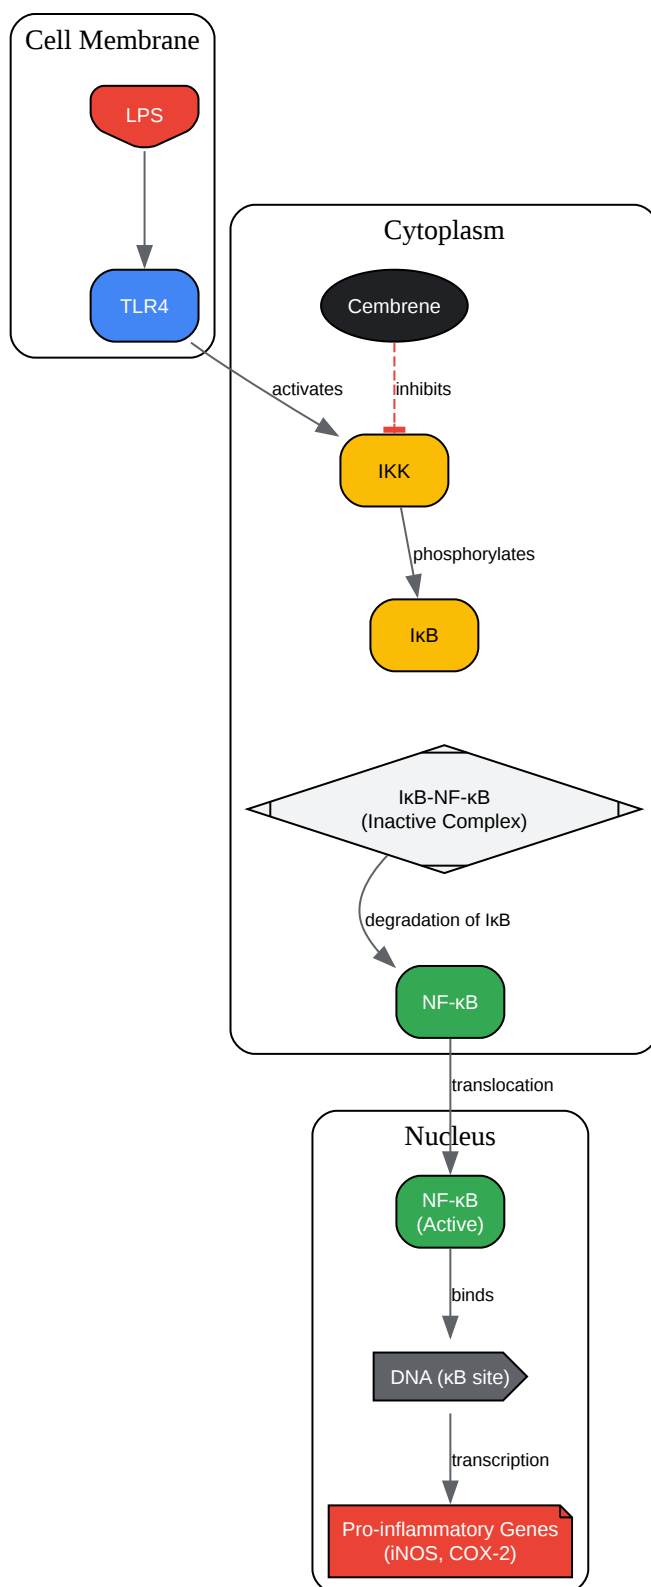 Cell Membrane
LPS
TLR4
Cytoplasm
Cembrene
activates
inhibits
IKK
phosphorylates
IκB
IκB-NF-κB
(Inactive Complex)
degradation of IκB
NF-κB
translocation
Nucleus
NF-κB
(Active)
binds
DNA (κB site)
transcription
Pro-inflammatory Genes
(iNOS, COX-2)